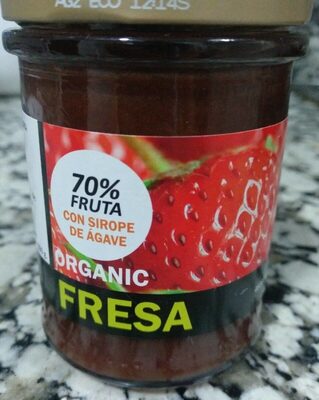 70%
FRUTA
CON SIROPE
DE ÁGAVE
ORGANIC
FRESA